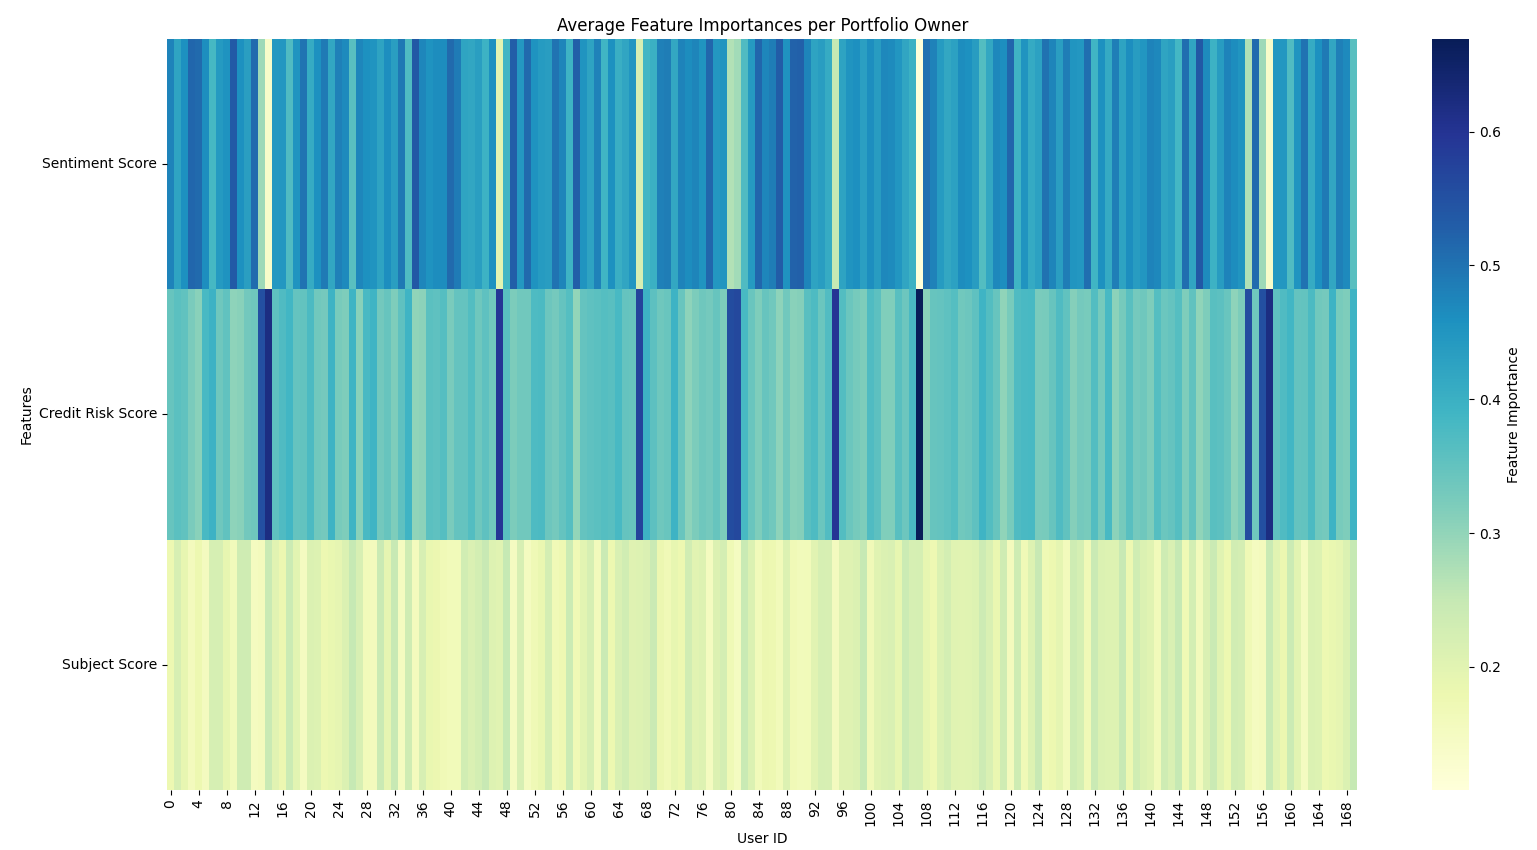 Average Feature Importances per Portfolio Owner
Sentiment Score
Credit Risk Score
Subject Score
Features
0 4 8 12 16 20 24 28 32 36 40 44 48 52 56 60 64 68 72 76 80 84 88 92 96 100 104 108 112 116 120 124 128 132 136 140 144 148 152 156 160 164 168
User ID
0.6
0.5
0.4
0.3
0.2
Feature Importance